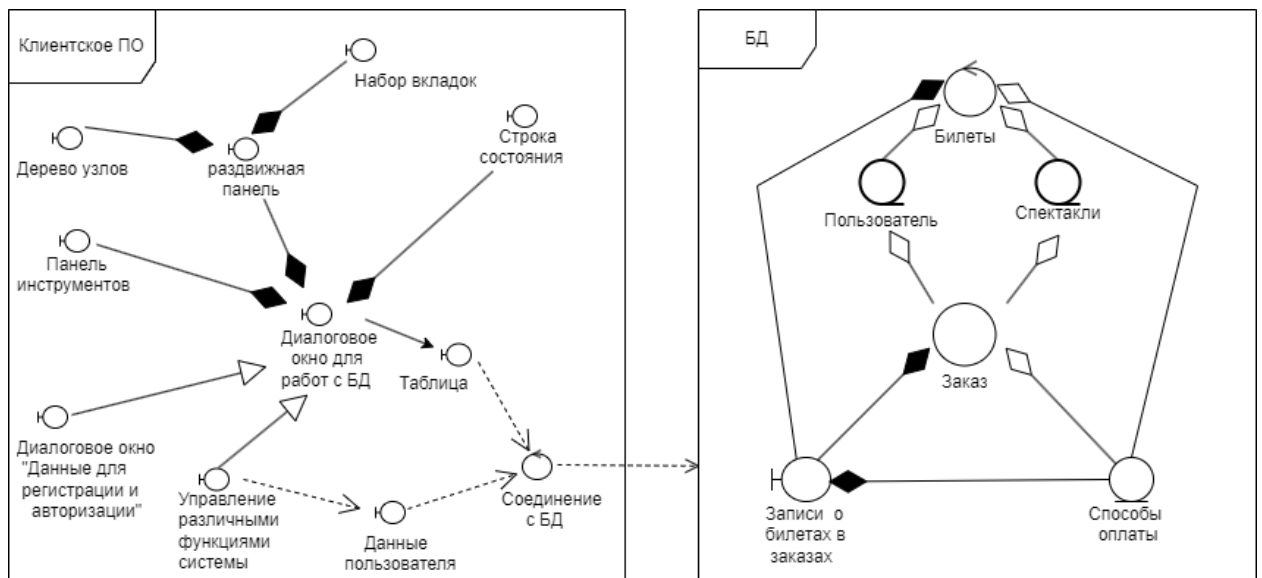 Клиентское ПО
Набор вкладок
Строка
состояния
Дерево узлов
раздвижная
панель
Панель
инструментов
Диалоговое
окно для
работ с БД
Таблица
Диалоговое окно
"Данные для
регистрации и
авторизации"
Управление
различными
функциями
системы
Данные
пользователя
Соединение
с БД
БД
Билеты
Пользователь
Спектакли
Заказ
Записи о
билетах в
заказах
Способы
оплаты